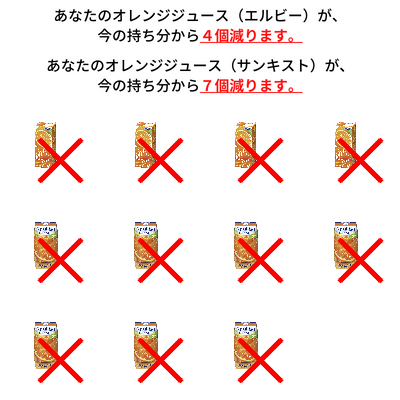 あなたのオレンジジュース（エルビー）が、
今の持ち分から４個減ります。
あなたのオレンジジュース（サンキスト）が、
今の持ち分から７個減ります。